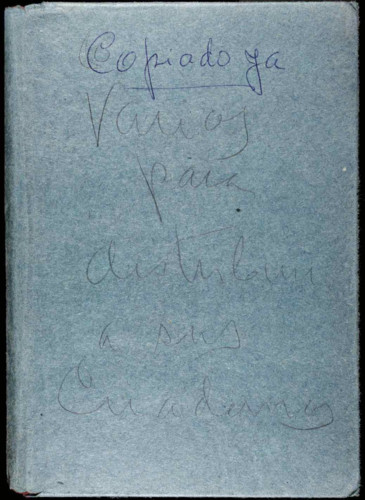 Copiado ya
Varios
para
distribuir
a sus
Cuadernos